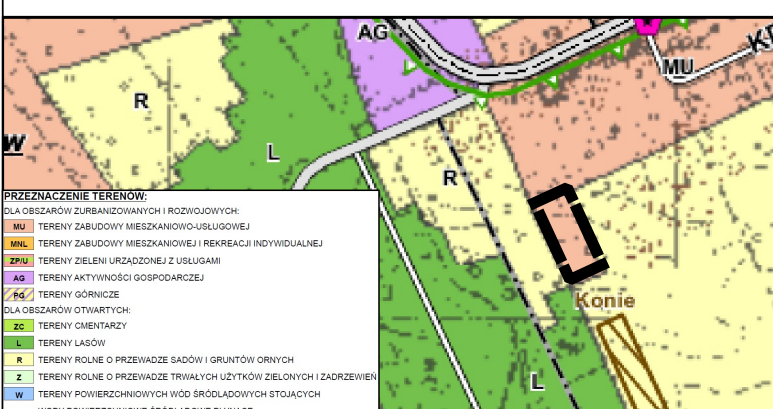 AG
MU
R
W
L
R
PRZEZNACZENIE TERENÓW:
DLA OBSZARÓW ZURBANIZOWANYCH I ROZWOJOWYCH:
MU TERENY ZABUDOWY MIESZKANIOWO-USŁUGOWEJ
MNL TERENY ZABUDOWY MIESZKANIOWEJ I REKREACJI INDYWIDUALNEJ
ZP/U TERENY ZIELENI URZĄDZONEJ Z USŁUGAMI
AG TERENY AKTYWNOŚCI GOSPODARCZEJ
PG TERENY GÓRNICZE
DLA OBSZARÓW OTWARTYCH:
ZC TERENY CMENTARZY
L TERENY LASÓW
R TERENY ROLNE O PRZEWADZE SADÓW I GRUNTÓW ORNYCH
Z TERENY ROLNE O PRZEWADZE TRWAŁYCH UŻYTKÓW ZIELONYCH I ZADRZEWIEŃ
W TERENY POWIERZCHNIOWYCH WÓD ŚRÓDLĄDOWYCH STOJĄCYCH
Konie
L